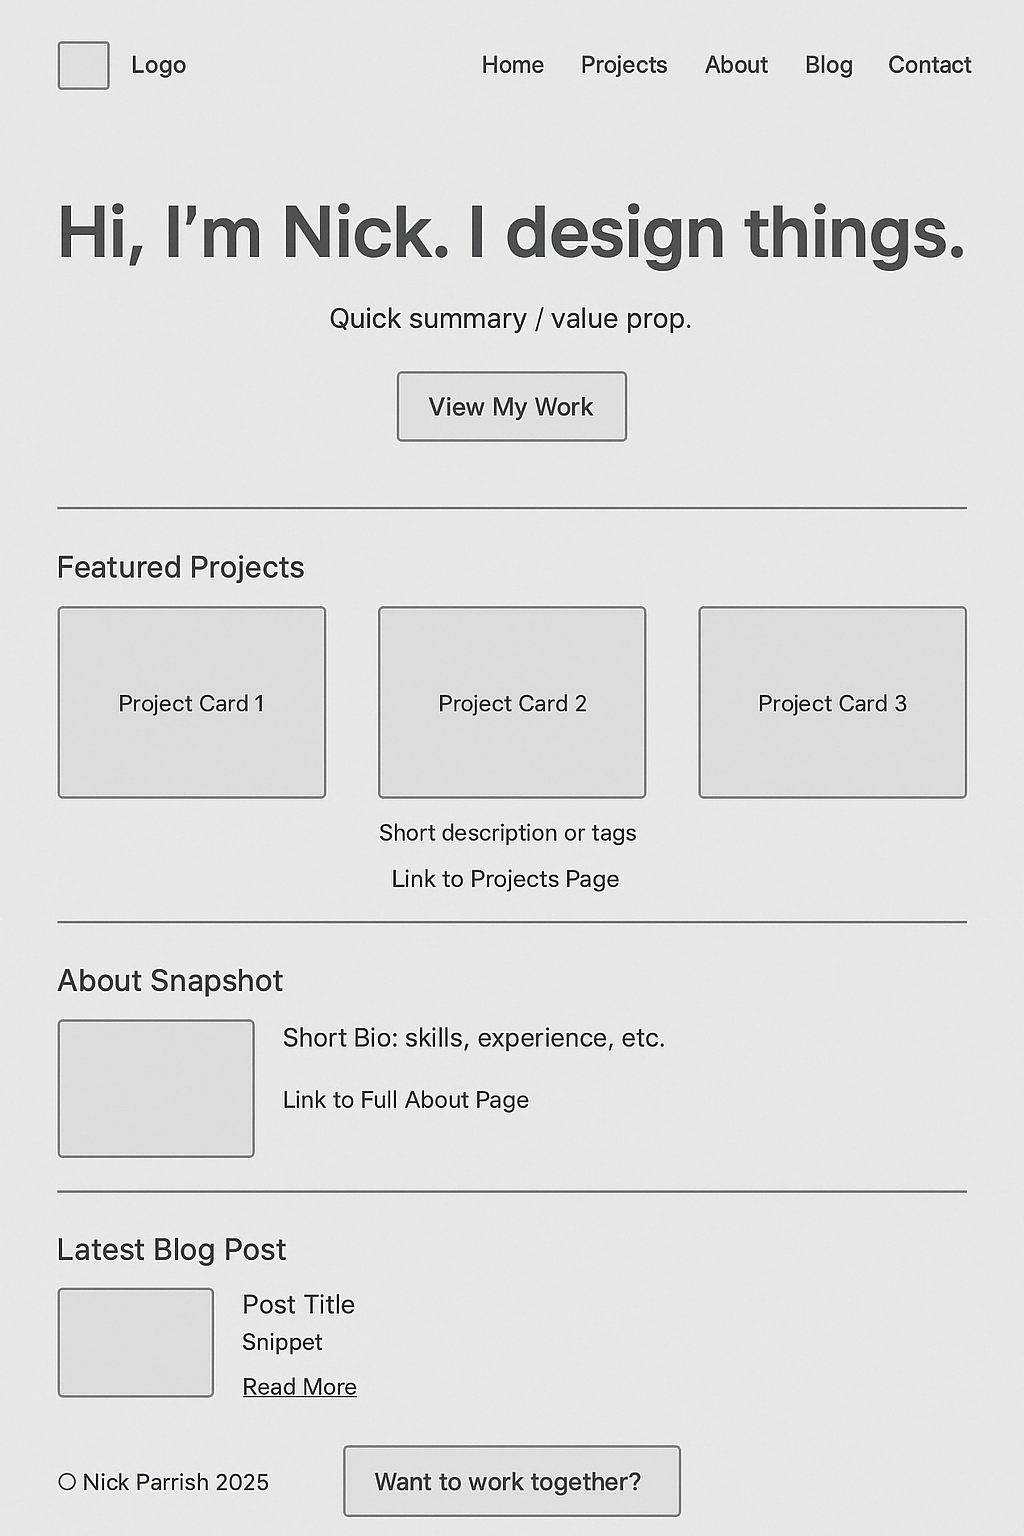 Logo
Home Projects About Blog Contact
Hi, I’m Nick. I design things.
Quick summary / value prop.
View My Work
Featured Projects
Project Card 1
Project Card 2
Project Card 3
Short description or tags
Link to Projects Page
About Snapshot
Short Bio: skills, experience, etc.
Link to Full About Page
Latest Blog Post
Post Title
Snippet
Read More
○ Nick Parrish 2025
Want to work together?